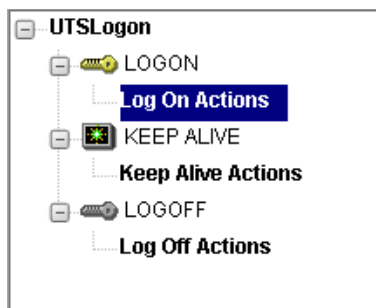 UTSLogon
LOGON
Log On Actions
KEEP ALIVE
Keep Alive Actions
LOGOFF
Log Off Actions